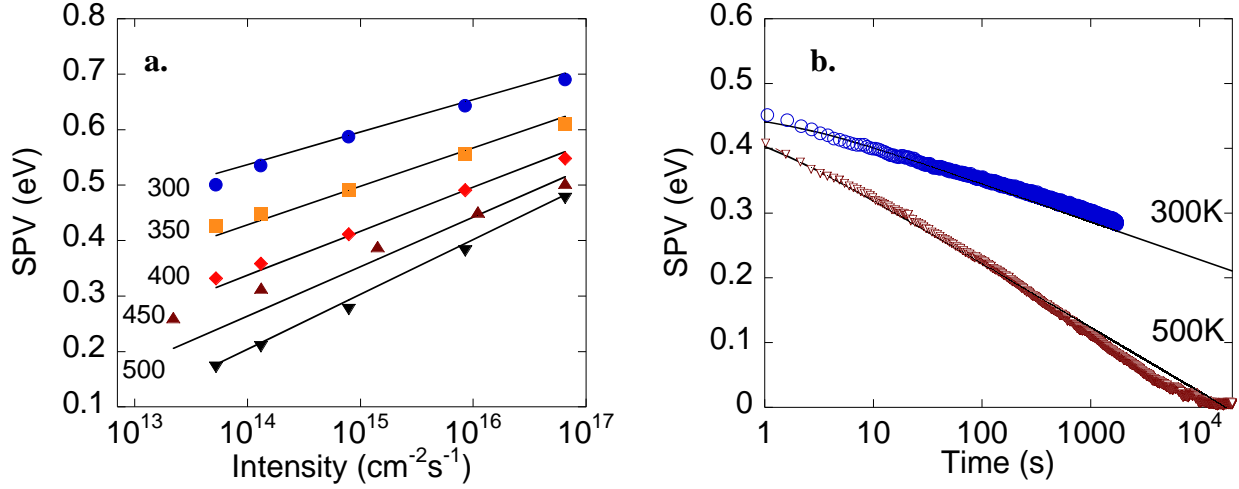 a.
0.8
0.7
0.6
0.5
0.4
0.3
0.2
0.1
SPV (eV)
300
350
400
450
500
10^13 10^14 10^15 10^16 10^17
Intensity (cm^-2s^-1)
b.
0.6
0.5
0.4
0.3
0.2
0.1
0
SPV (eV)
300K
500K
1 10 100 1000 10^4
Time (s)